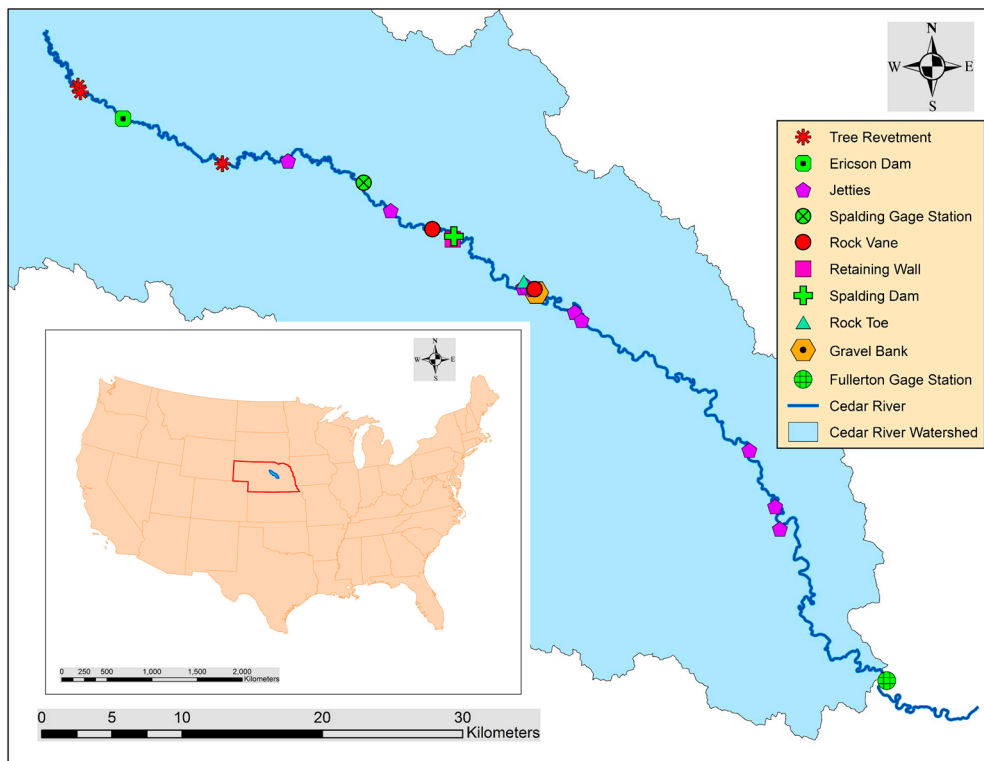 N
W E
S
Tree Revetment
Ericson Dam
Jetties
Spalding Gage Station
Rock Vane
Retaining Wall
Spalding Dam
Rock Toe
Gravel Bank
Fullerton Gage Station
Cedar River
Cedar River Watershed
N
W E
S
0 250 500 1,000 1,500 2,000
Kilometers
0 5 10 20 30
Kilometers